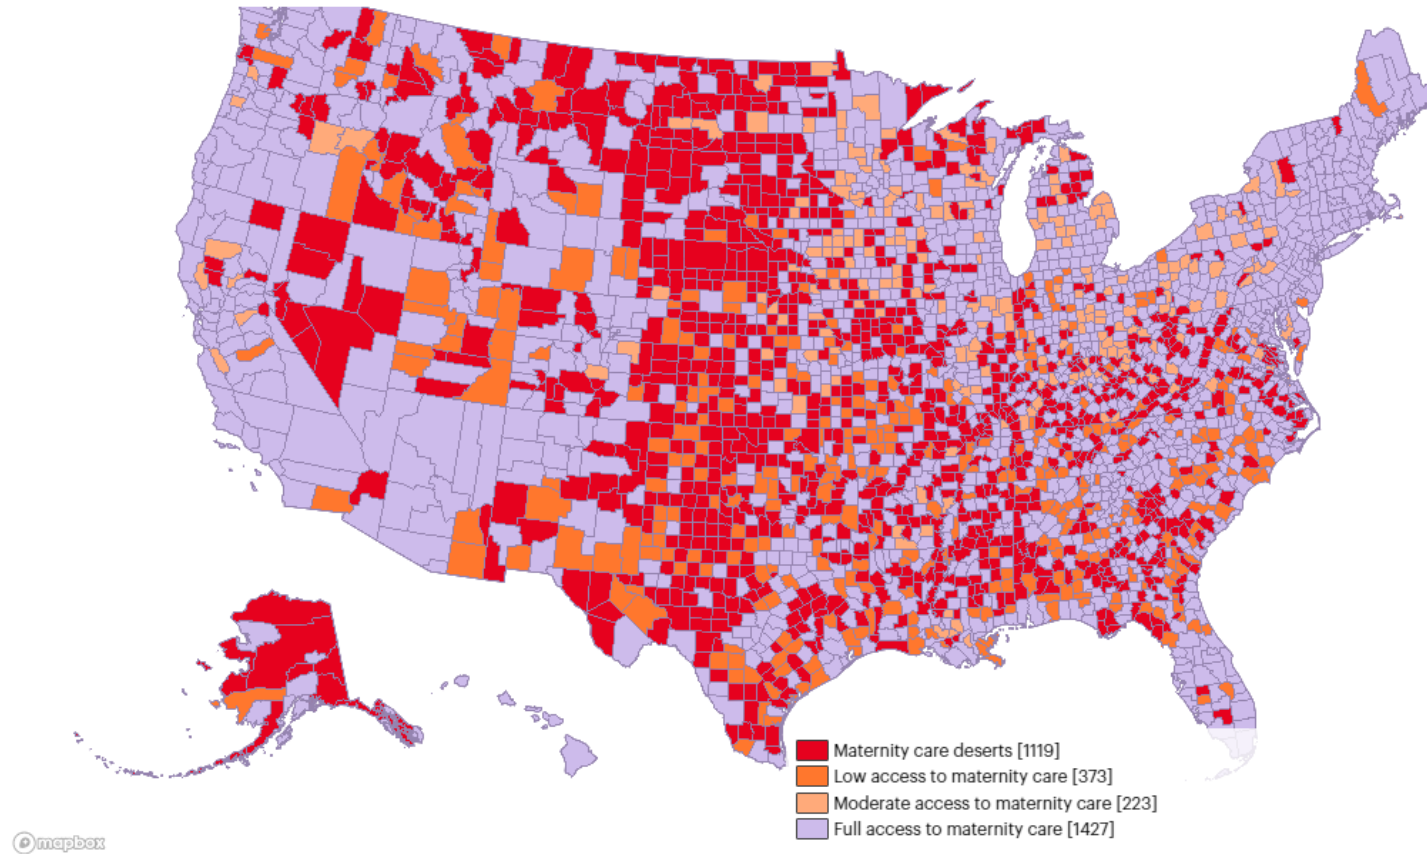 Maternity care deserts [1119]
Low access to maternity care [373]
Moderate access to maternity care [223]
Full access to maternity care [1427]
mapbox